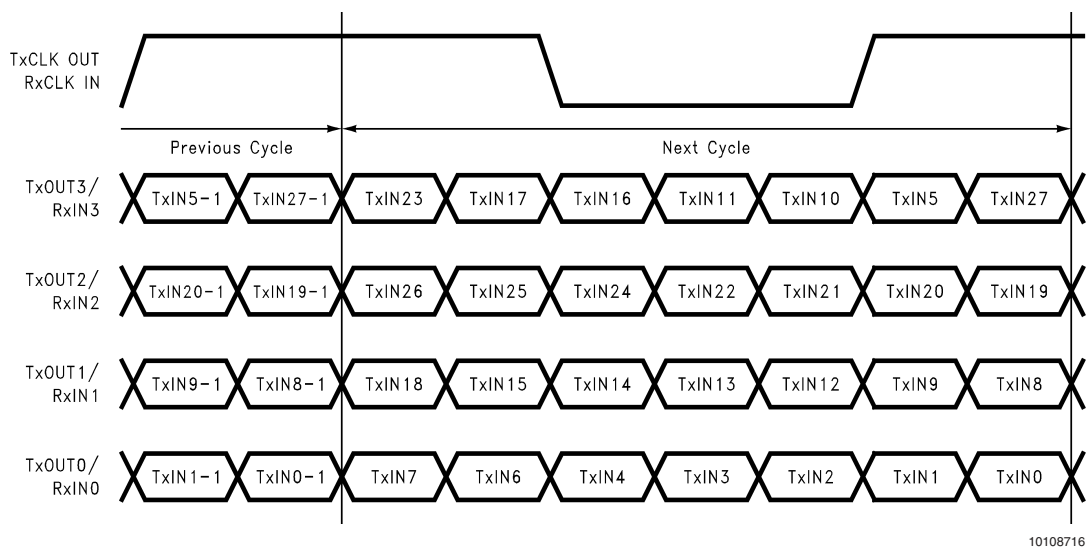 TxCLK OUT
RxCLK IN
Previous Cycle
Next Cycle
TxOUT3/
RxIN3
TxIN5-1 TxIN27-1 TxIN23 TxIN17 TxIN16 TxIN11 TxIN10 TxIN5 TxIN27
TxOUT2/
RxIN2
TxIN20-1 TxIN19-1 TxIN26 TxIN25 TxIN24 TxIN22 TxIN21 TxIN20 TxIN19
TxOUT1/
RxIN1
TxIN9-1 TxIN8-1 TxIN18 TxIN15 TxIN14 TxIN13 TxIN12 TxIN9 TxIN8
TxOUT0/
RxIN0
TxIN1-1 TxIN0-1 TxIN7 TxIN6 TxIN4 TxIN3 TxIN2 TxIN1 TxIN0
10108716